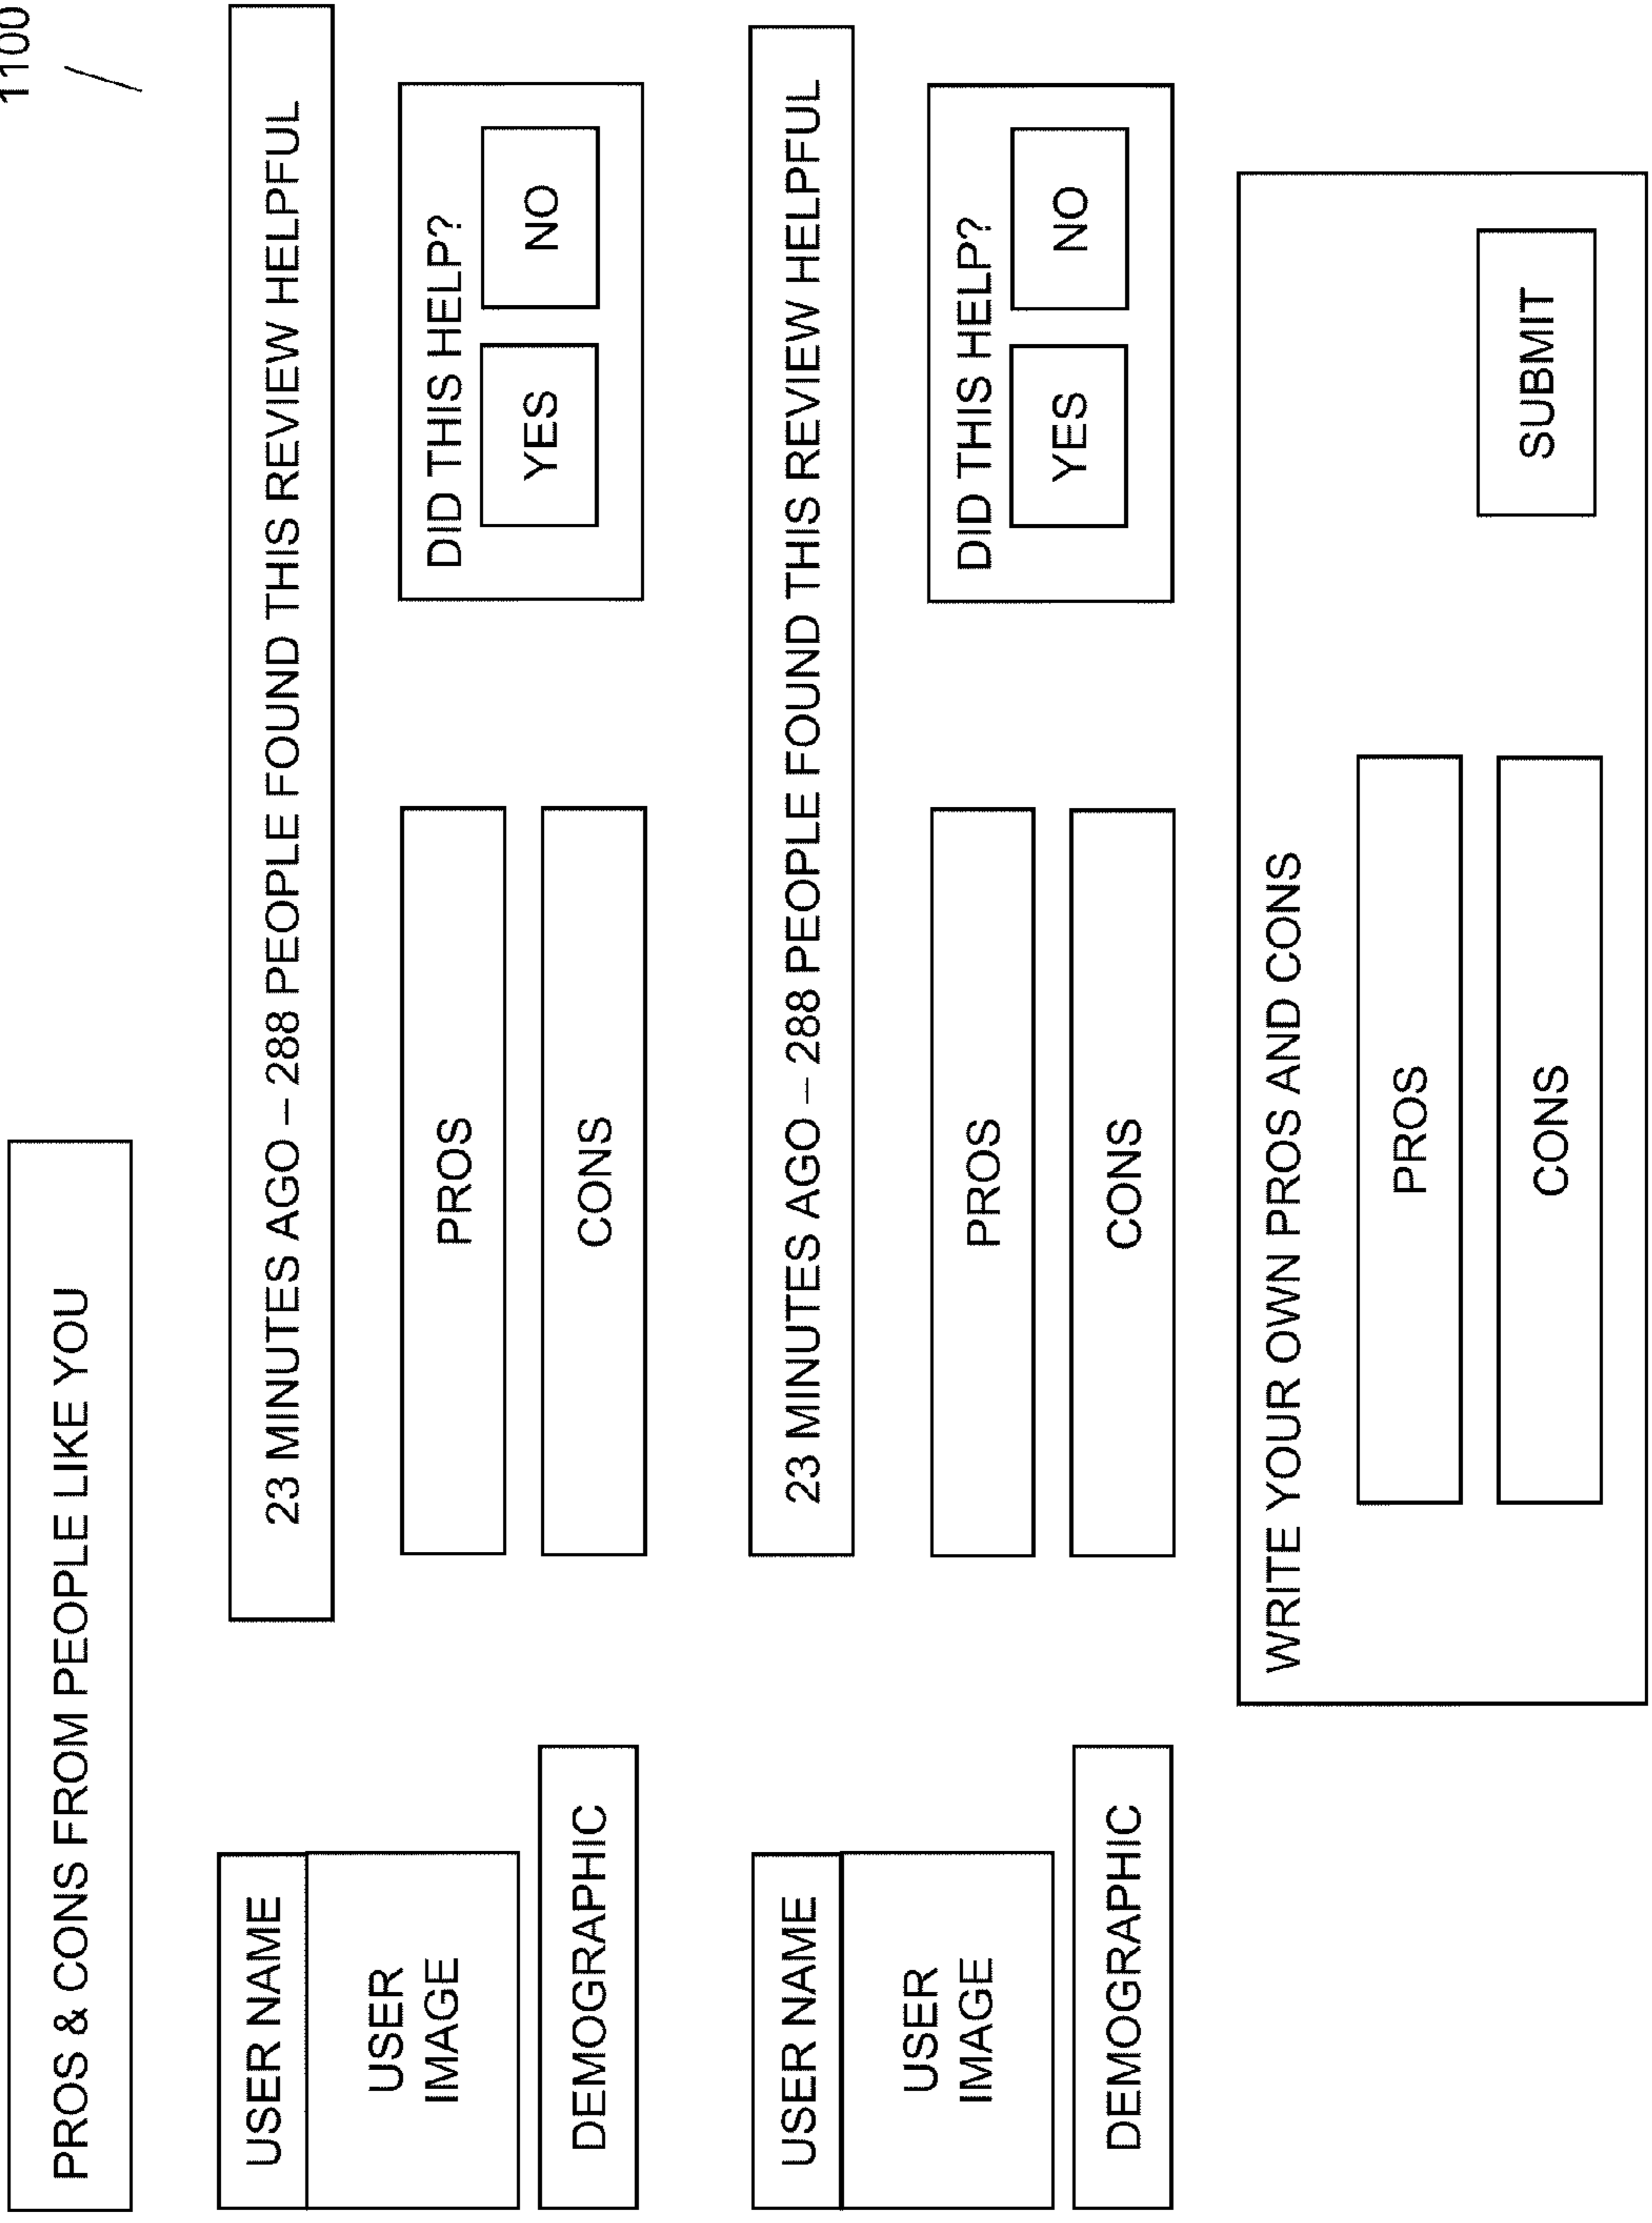 1100
PROS & CONS FROM PEOPLE LIKE YOU
USER NAME
USER
IMAGE
DEMOGRAPHIC
23 MINUTES AGO – 288 PEOPLE FOUND THIS REVIEW HELPFUL
PROS
CONS
DID THIS HELP?
YES
NO
USER NAME
USER
IMAGE
DEMOGRAPHIC
23 MINUTES AGO – 288 PEOPLE FOUND THIS REVIEW HELPFUL
PROS
CONS
DID THIS HELP?
YES
NO
WRITE YOUR OWN PROS AND CONS
PROS
CONS
SUBMIT